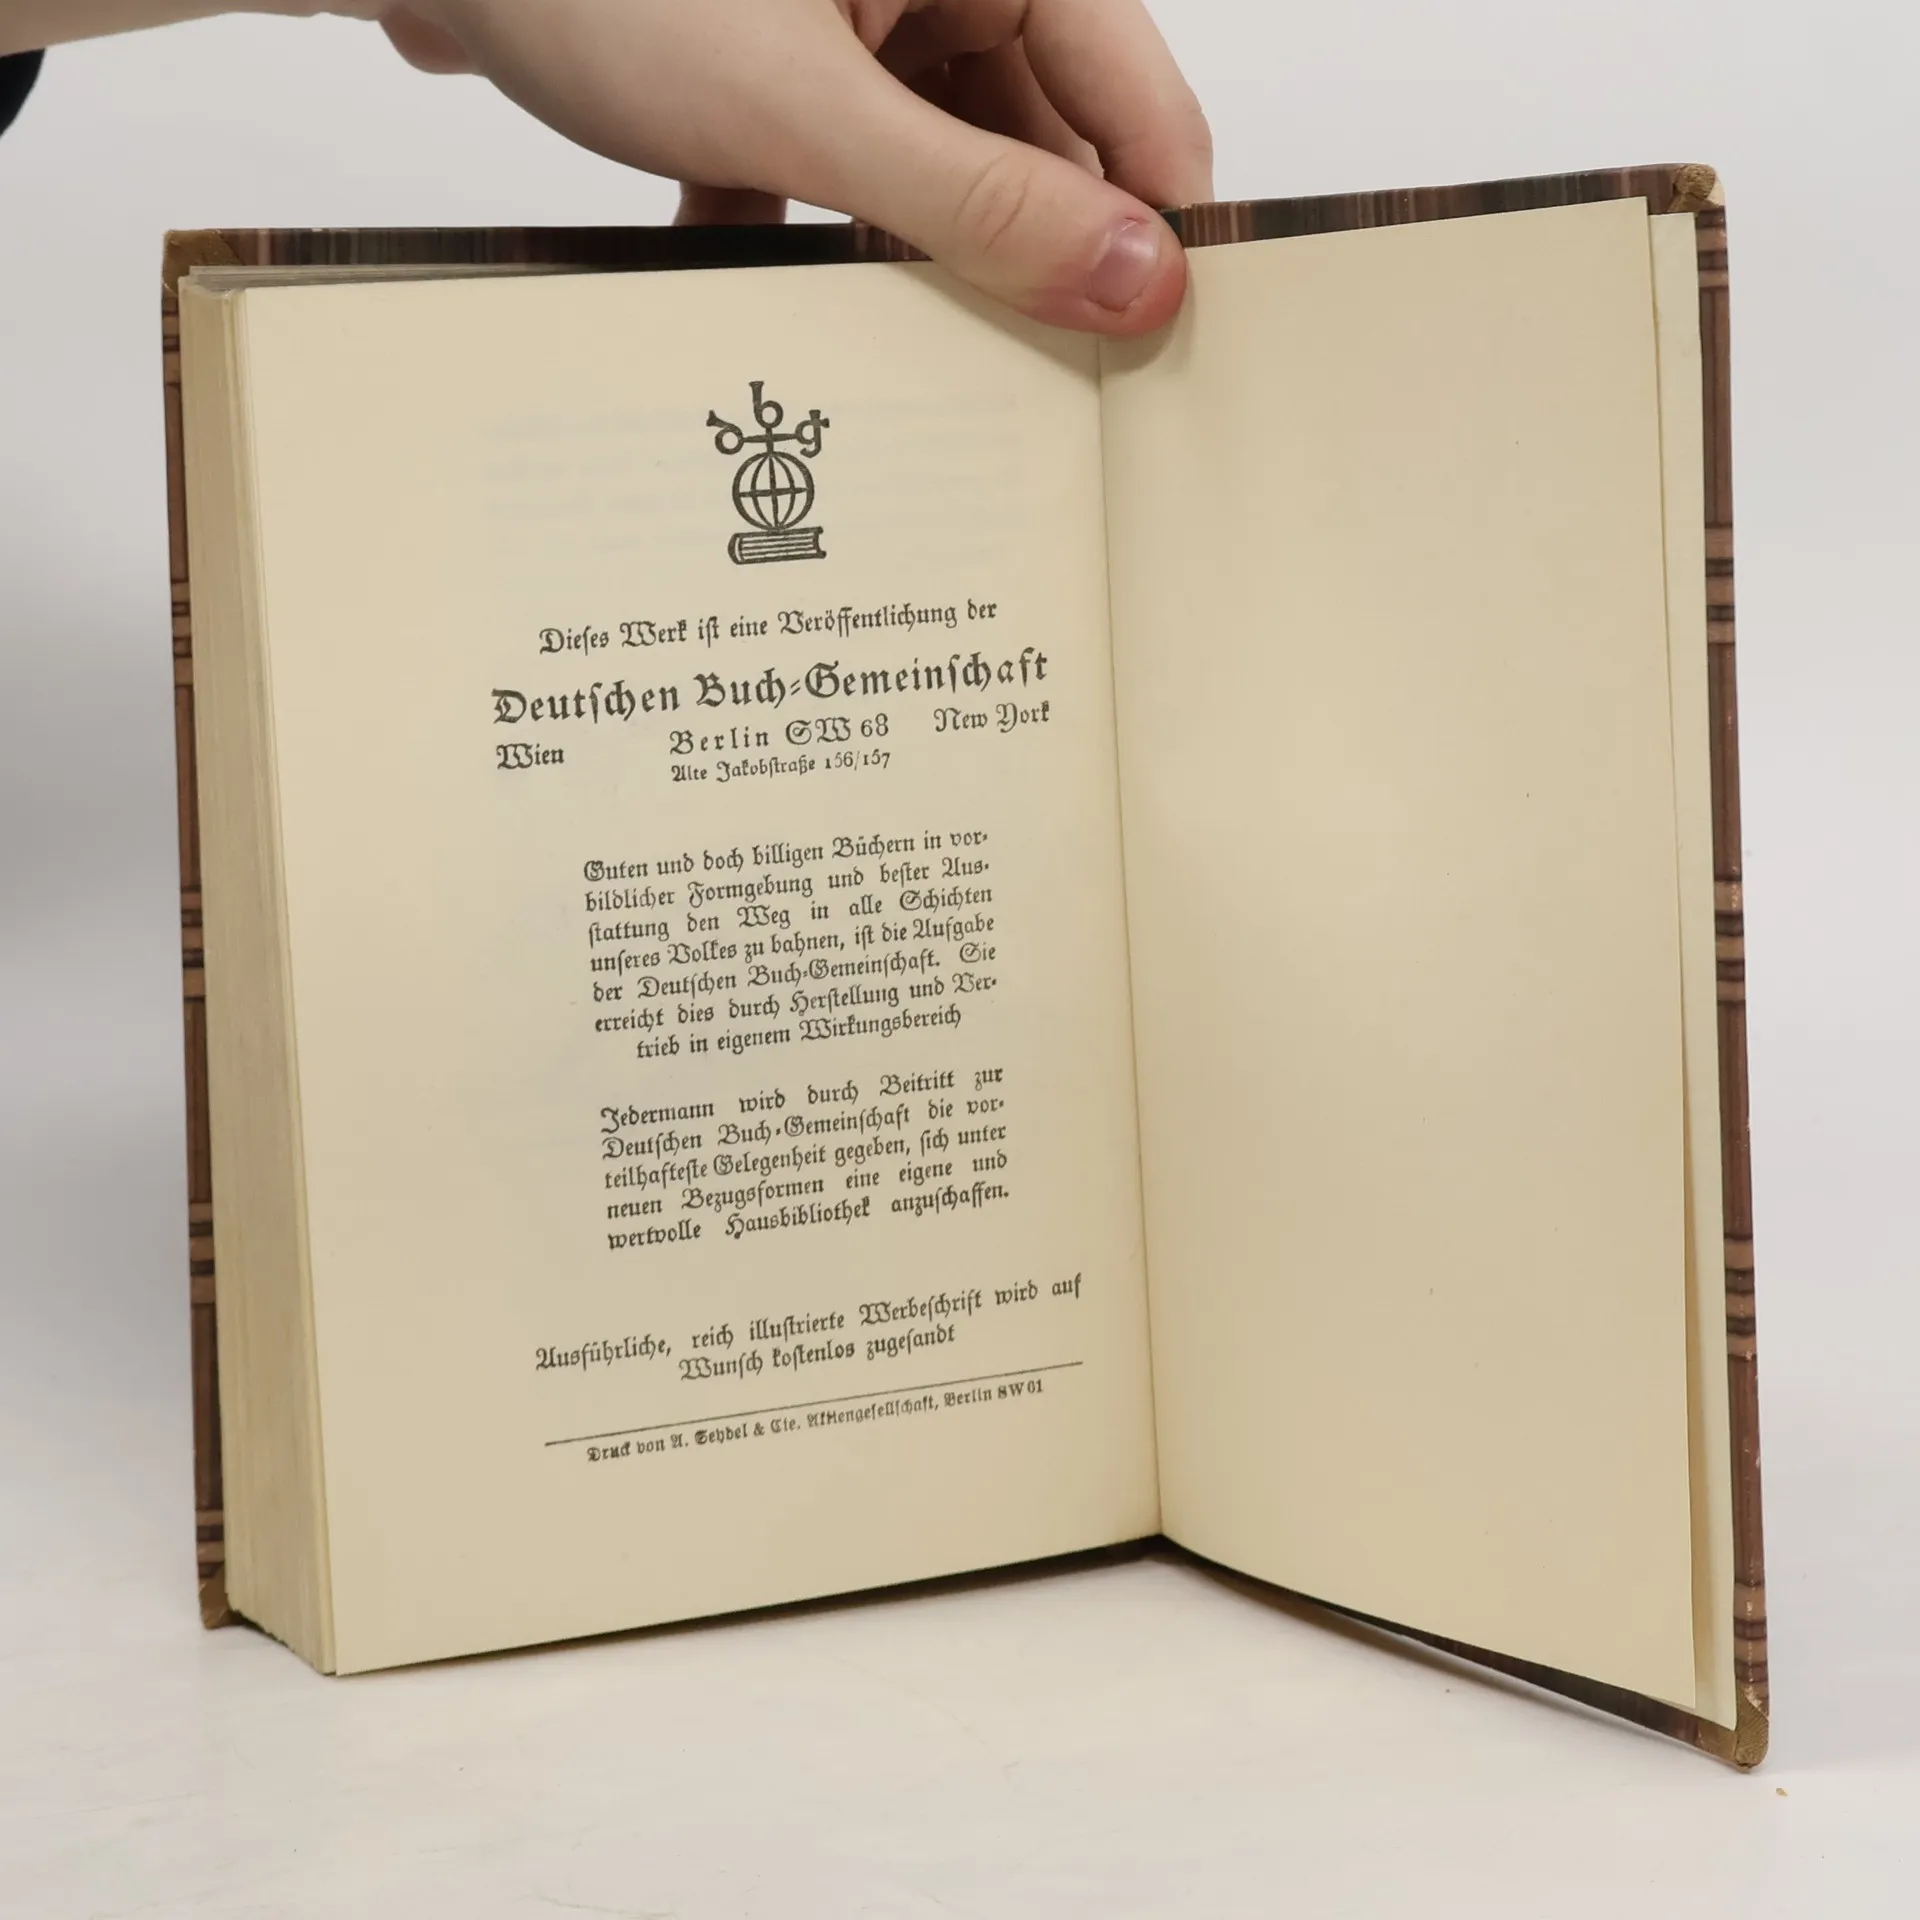 dbg
Dieses Werk ist eine Veröffentlichung der
Deutschen Buch-Gemeinschaft
Wien Berlin SW 68 New York
Alte Jakobstraße 156/157
Guten und doch billigen Büchern in vor-
bildlicher Formgebung und bester Aus-
stattung den Weg in alle Schichten
unseres Volkes zu bahnen, ist die Aufgabe
der Deutschen Buch-Gemeinschaft. Sie
erreicht dies durch Herstellung und Ver-
trieb in eigenem Wirkungsbereich
Jedermann wird durch Beitritt zur
Deutschen Buch-Gemeinschaft die vor-
teilhafteste Gelegenheit gegeben, sich unter
neuen Bezugsformen eine eigene und
wertvolle Hausbibliothek anzuschaffen.
Ausführliche, reich illustrierte Werbeschrift wird auf
Wunsch kostenlos zugesandt
Druck von A. Seydel & Cie. Aktiengesellschaft, Berlin SW 61